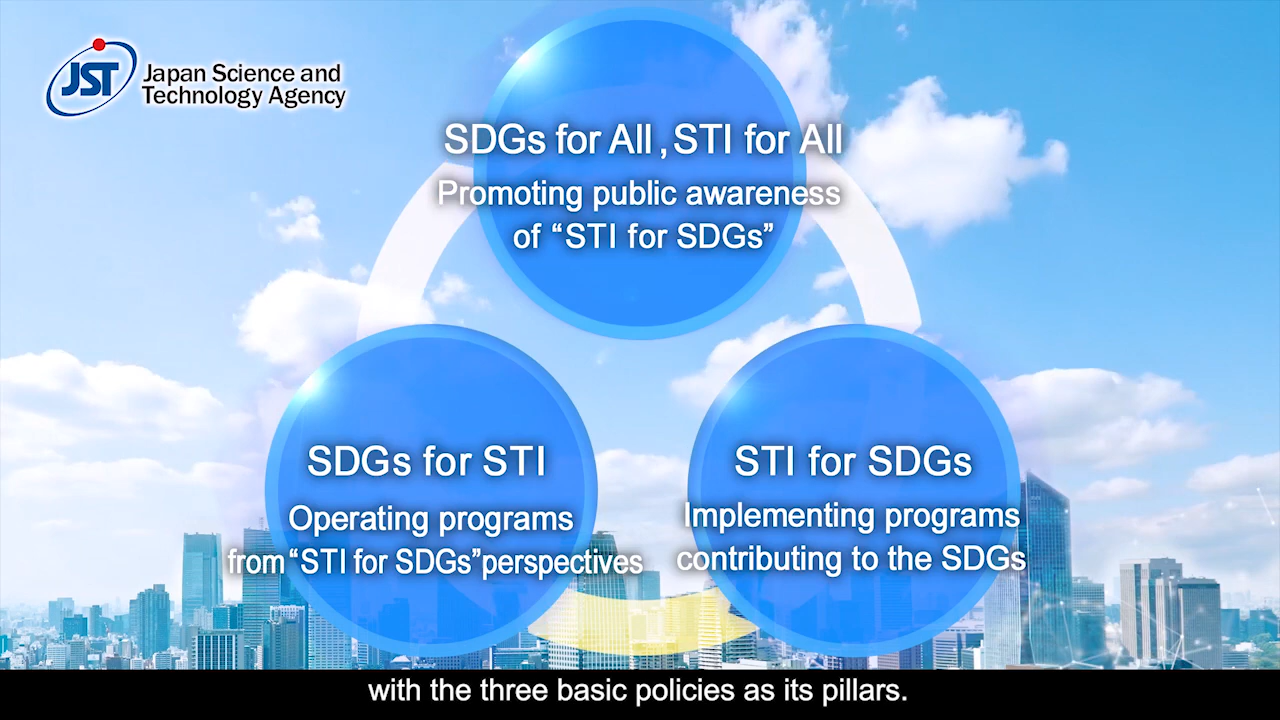 JST
Japan Science and
Technology Agency
SDGs for All , STI for All
Promoting public awareness
of “STI for SDGs”
SDGs for STI
Operating programs
from “STI for SDGs” perspectives
STI for SDGs
Implementing programs
contributing to the SDGs
with the three basic policies as its pillars.